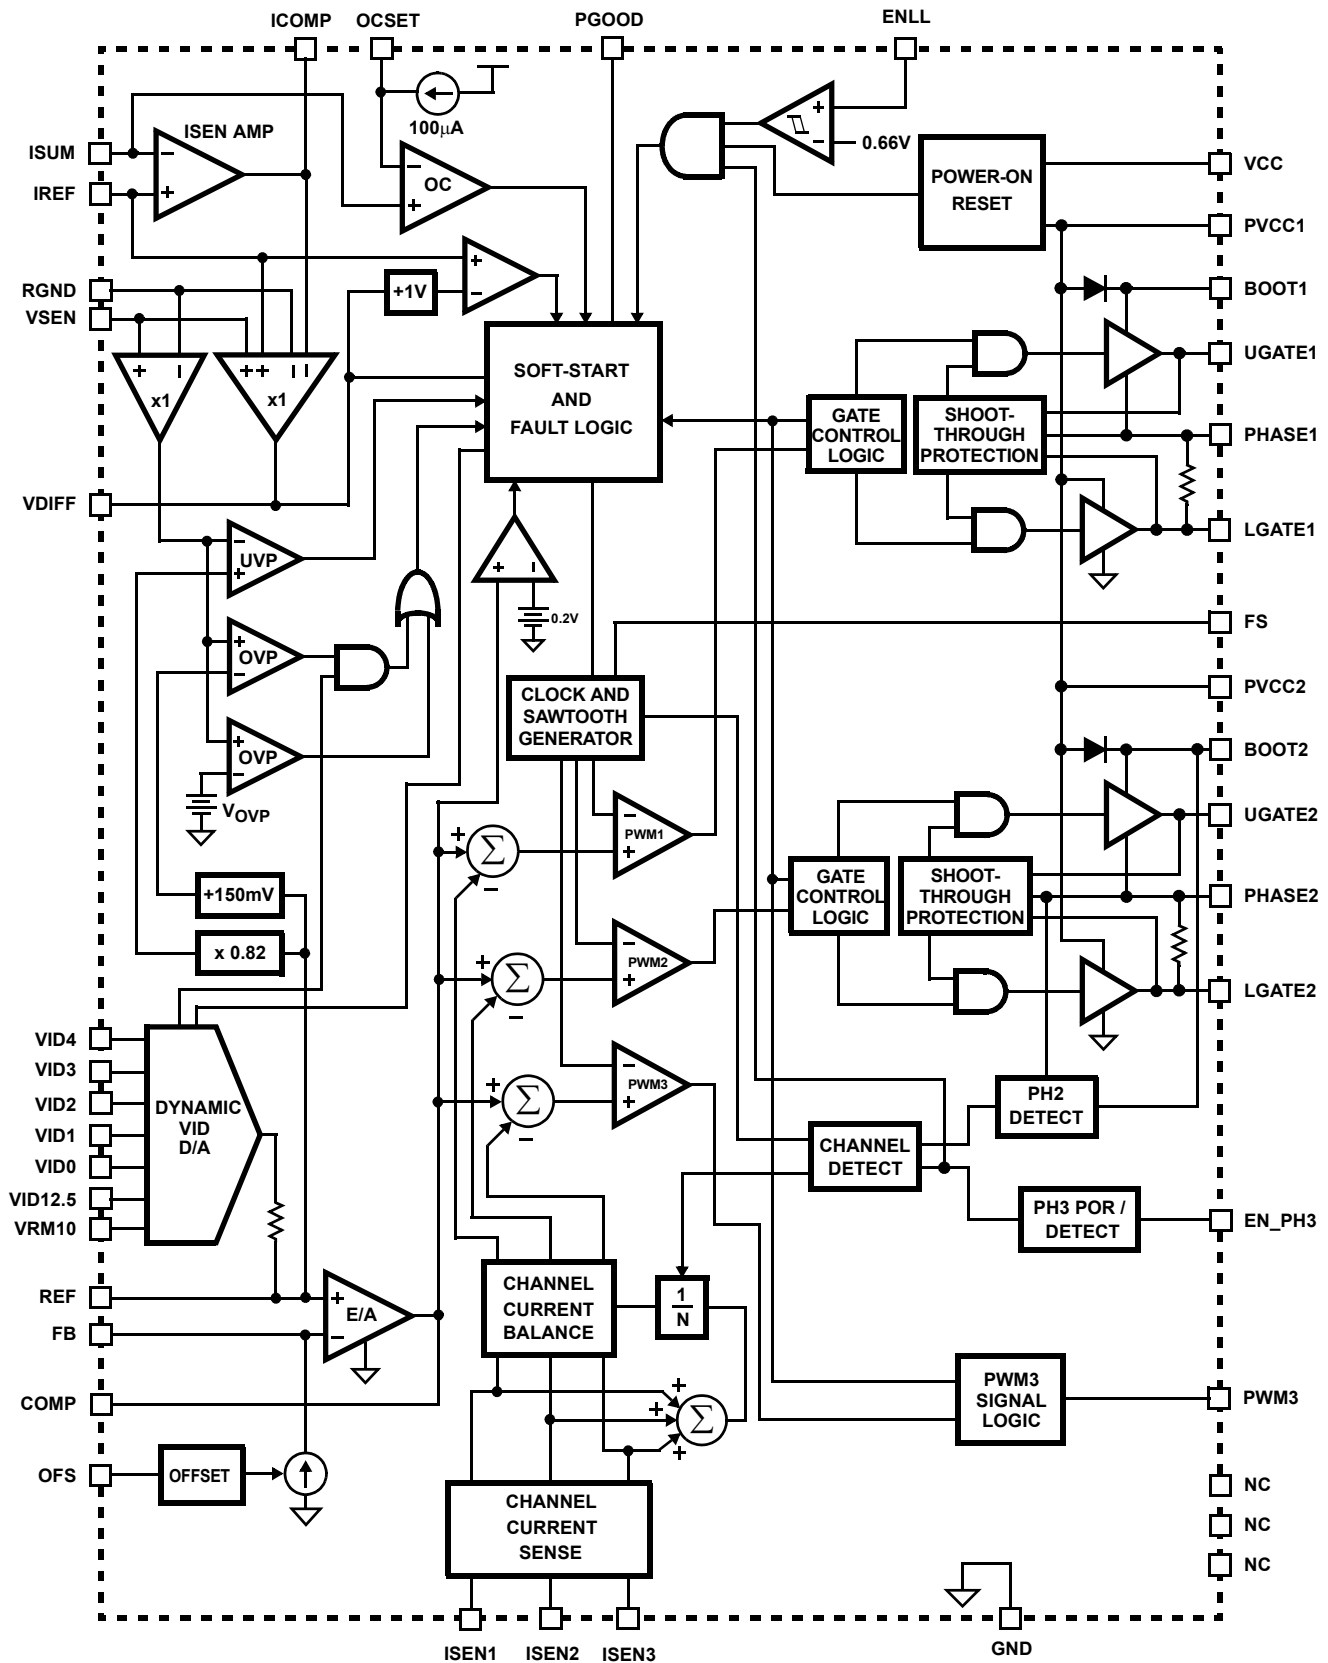 ICOMP OCSET PGOOD ENLL
100μA
ISEN AMP
ISUM
IREF
-
+
-
OC
+
+
-
0.66V
POWER-ON
RESET
VCC
PVCC1
+
-
+1V
RGND
VSEN
BOOT1
+ -
x1
++ - -
x1
SOFT-START
AND
FAULT LOGIC
GATE
CONTROL
LOGIC
SHOOT-
THROUGH
PROTECTION
UGATE1
PHASE1
LGATE1
VDIFF
-
UVP
+
+ -
0.2V
+
OVP
-
FS
CLOCK AND
SAWTOOTH
GENERATOR
PVCC2
+
OVP
-
VOVP
BOOT2
+
Σ
-
-
PWM1
+
GATE
CONTROL
LOGIC
SHOOT-
THROUGH
PROTECTION
UGATE2
PHASE2
LGATE2
+150mV
x 0.82
+
Σ
-
-
PWM2
+
VID4
VID3
VID2
VID1
VID0
VID12.5
VRM10
DYNAMIC
VID
D/A
+
Σ
-
-
PWM3
+
PH2
DETECT
CHANNEL
DETECT
PH3 POR /
DETECT
EN_PH3
REF
FB
+
E/A
-
CHANNEL
CURRENT
BALANCE
1
N
COMP
+
+
Σ
+
PWM3
SIGNAL
LOGIC
PWM3
OFS
OFFSET
CHANNEL
CURRENT
SENSE
NC
NC
NC
ISEN1 ISEN2 ISEN3
GND